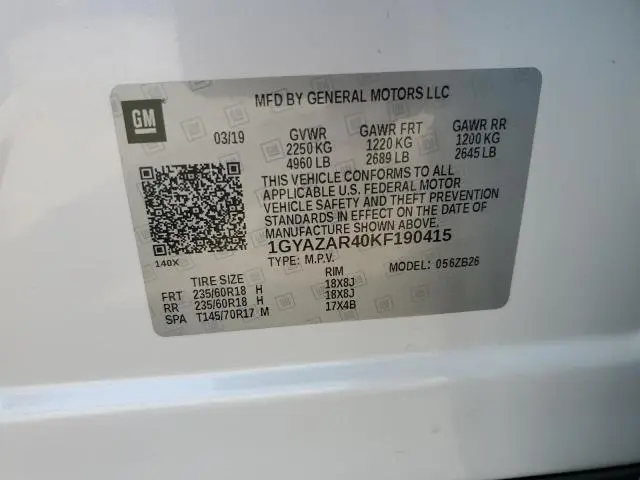 GM
MFD BY GENERAL MOTORS LLC
03/19 GVWR GAWR FRT GAWR RR
2250 KG 1220 KG 1200 KG
4960 LB 2689 LB 2645 LB
THIS VEHICLE CONFORMS TO ALL
APPLICABLE U.S. FEDERAL MOTOR
VEHICLE SAFETY AND THEFT PREVENTION
STANDARDS IN EFFECT ON THE DATE OF
MANUFACTURE SHOWN ABOVE.
1GYAZAR40KF190415
140X
TYPE: M.P.V. MODEL: 056ZB26
TIRE SIZE RIM
FRT 235/60R18 H 18X8J
RR 235/60R18 H 18X8J
SPA T145/70R17 M 17X4B